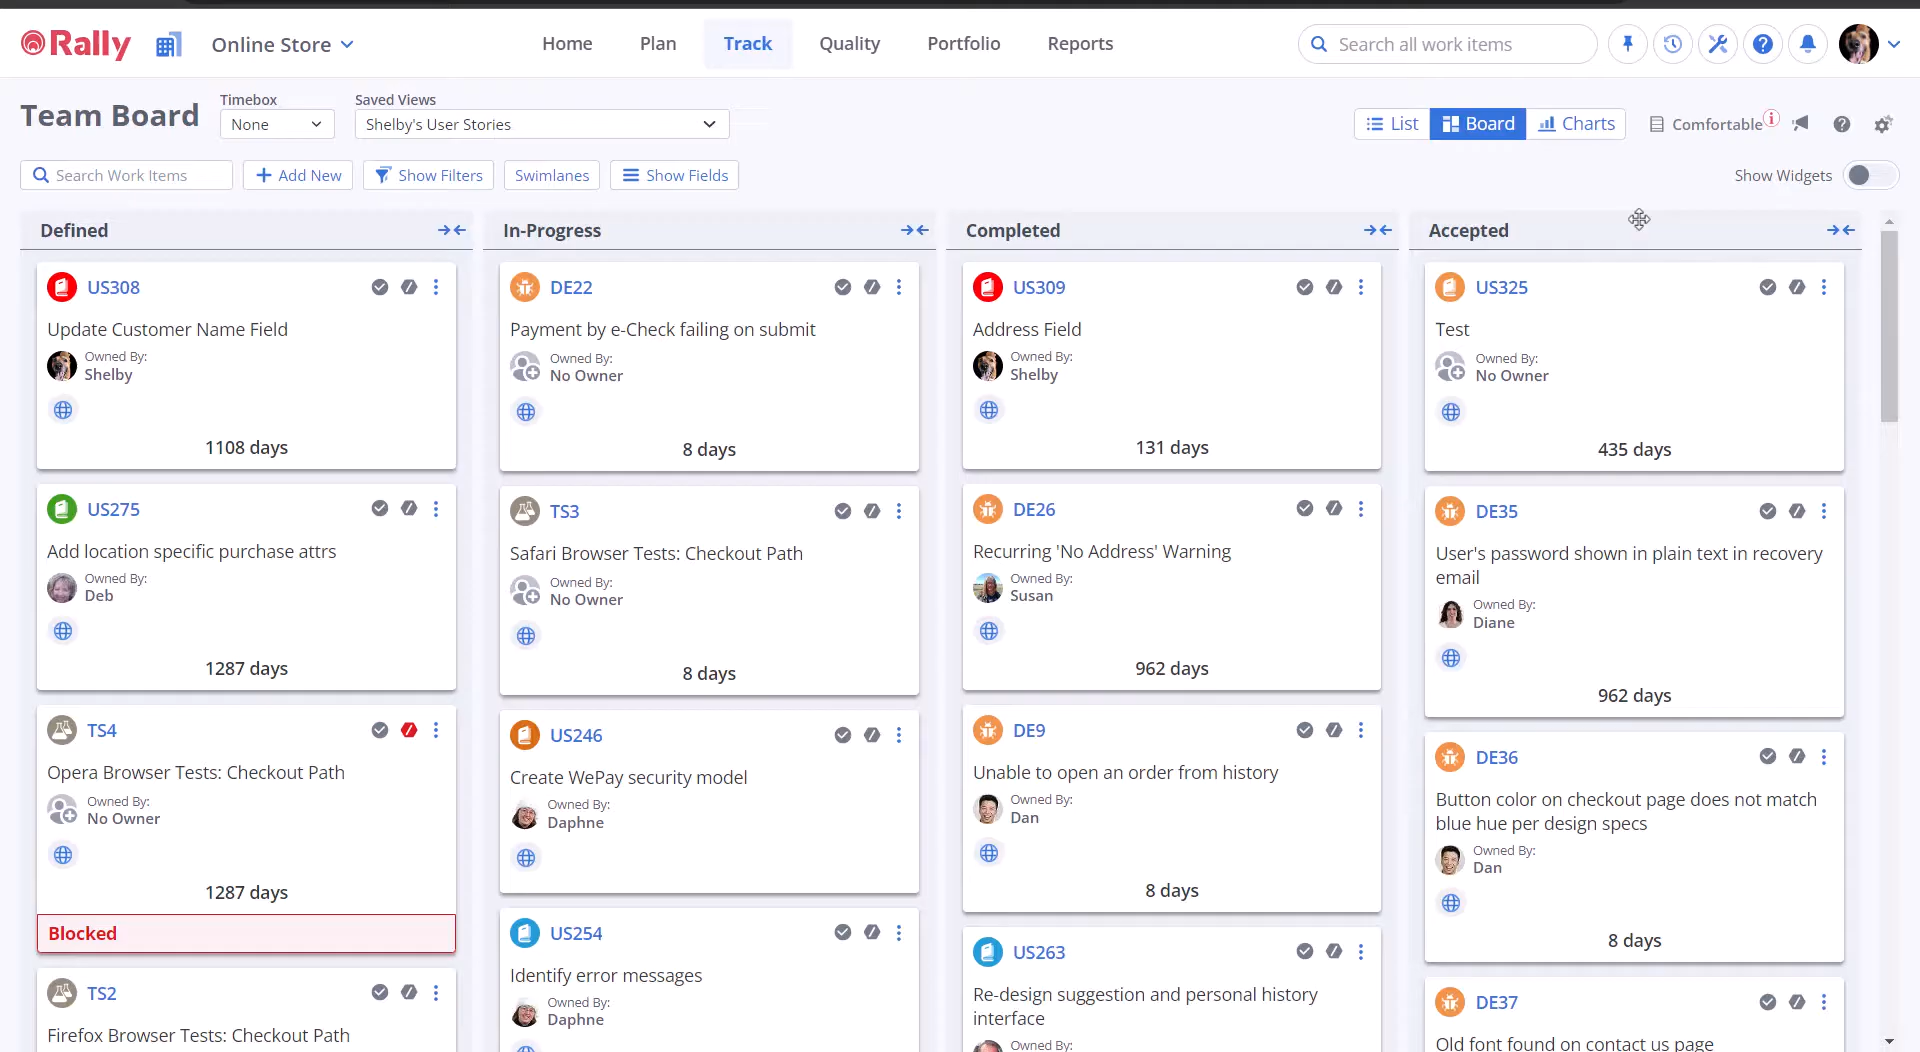 Rally
Online Store
Home
Plan
Track
Quality
Portfolio
Reports
Search all work items
Team Board
Timebox
None
Saved Views
Shelby's User Stories
List
Board
Charts
Comfortable
Search Work Items
Add New
Show Filters
Swimlanes
Show Fields
Show Widgets
Defined
US308
Update Customer Name Field
Owned By:
Shelby
1108 days
US275
Add location specific purchase attrs
Owned By:
Deb
1287 days
TS4
Opera Browser Tests: Checkout Path
Owned By:
No Owner
1287 days
Blocked
TS2
Firefox Browser Tests: Checkout Path
In-Progress
DE22
Payment by e-Check failing on submit
Owned By:
No Owner
8 days
TS3
Safari Browser Tests: Checkout Path
Owned By:
No Owner
8 days
US246
Create WePay security model
Owned By:
Daphne
US254
Identify error messages
Owned By:
Daphne
Completed
US309
Address Field
Owned By:
Shelby
131 days
DE26
Recurring 'No Address' Warning
Owned By:
Susan
962 days
DE9
Unable to open an order from history
Owned By:
Dan
8 days
US263
Re-design suggestion and personal history
interface
Owned By:
Accepted
US325
Test
Owned By:
No Owner
435 days
DE35
User's password shown in plain text in recovery
email
Owned By:
Diane
962 days
DE36
Button color on checkout page does not match
blue hue per design specs
Owned By:
Dan
8 days
DE37
Old font found on contact us page